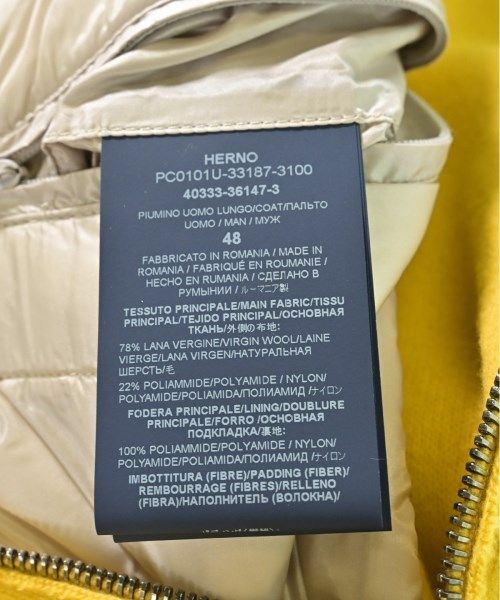 HERNO
PC0101U-33187-3100
40333-36147-3
PIUMINO UOMO LUNGO/COAT/ПАЛЬТО
UOMO / MAN / МУЖ
48
FABBRICATO IN ROMANIA / MADE IN
ROMANIA / FABRIQUÉ EN ROUMANIE /
HECHO EN RUMANIA / СДЕЛАНО В
РУМЫНИИ / ルーマニア製
TESSUTO PRINCIPALE/MAIN FABRIC/TISSU
PRINCIPAL/TEJIDO PRINCIPAL/ОСНОВНАЯ
ТКАНЬ/外側の布地:
78% LANA VERGINE/VIRGIN WOOL/LAINE
VIERGE/LANA VIRGEN/НАТУРАЛЬНАЯ
ШЕРСТЬ/毛
22% POLIAMMIDE/POLYAMIDE / NYLON/
POLYAMIDE/POLIAMIDA/ПОЛИАМИД /ナイロン
FODERA PRINCIPALE/LINING/DOUBLURE
PRINCIPALE/FORRO /ОСНОВНАЯ
ПОДКЛАДКА/裏地:
100% POLIAMMIDE/POLYAMIDE / NYLON/
POLYAMIDE/POLIAMIDA/ПОЛИАМИД /ナイロン
IMBOTTITURA (FIBRE)/PADDING (FIBER)/
REMBOURRAGE (FIBRES)/RELLENO
(FIBRA)/НАПОЛНИТЕЛЬ (ВОЛОКНА)/